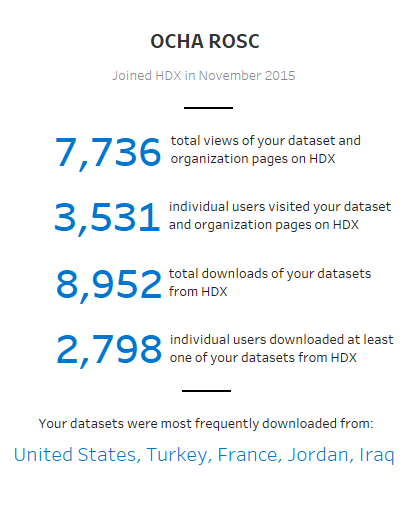 OCHA ROSC
Joined HDX in November 2015
7,736 total views of your dataset and
organization pages on HDX
3,531 individual users visited your dataset
and organization pages on HDX
8,952 total downloads of your datasets
from HDX
2,798 individual users downloaded at least
one of your datasets from HDX
Your datasets were most frequently downloaded from:
United States, Turkey, France, Jordan, Iraq